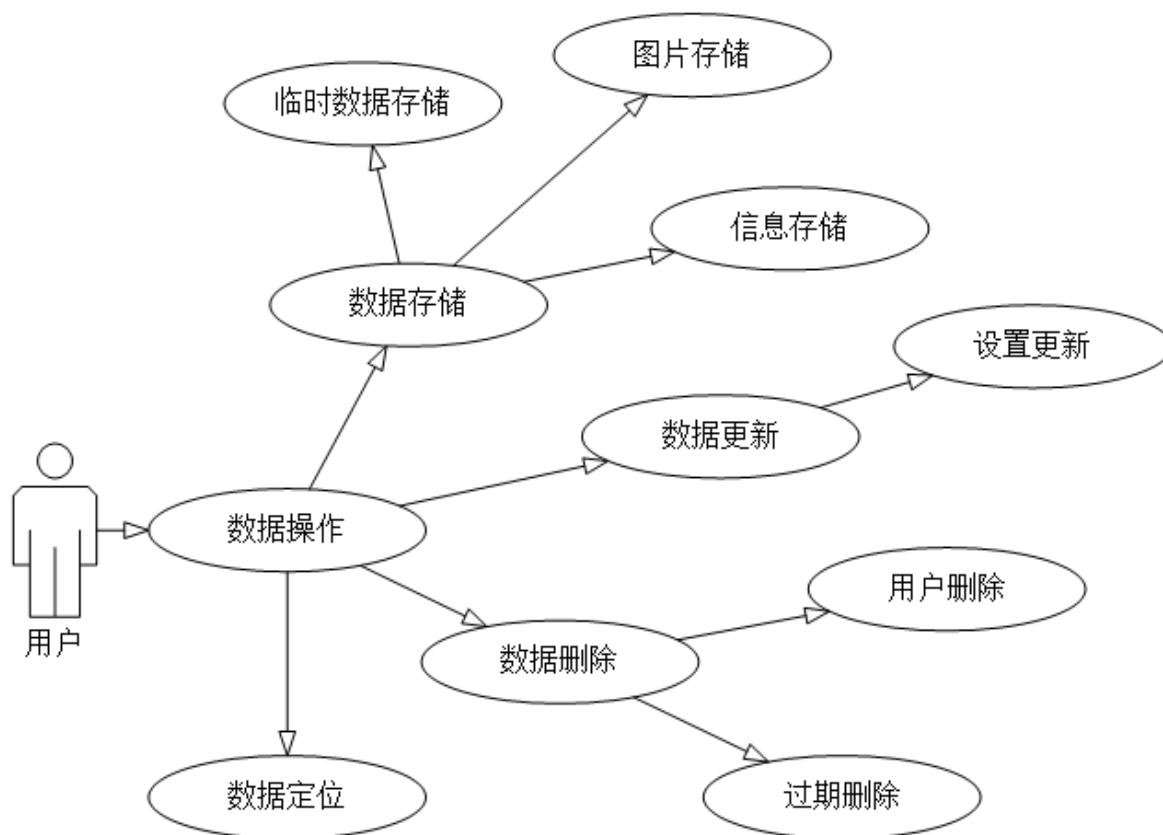 图片存储
临时数据存储
信息存储
数据存储
设置更新
数据更新
数据操作
用户删除
用户
数据删除
数据定位
过期删除